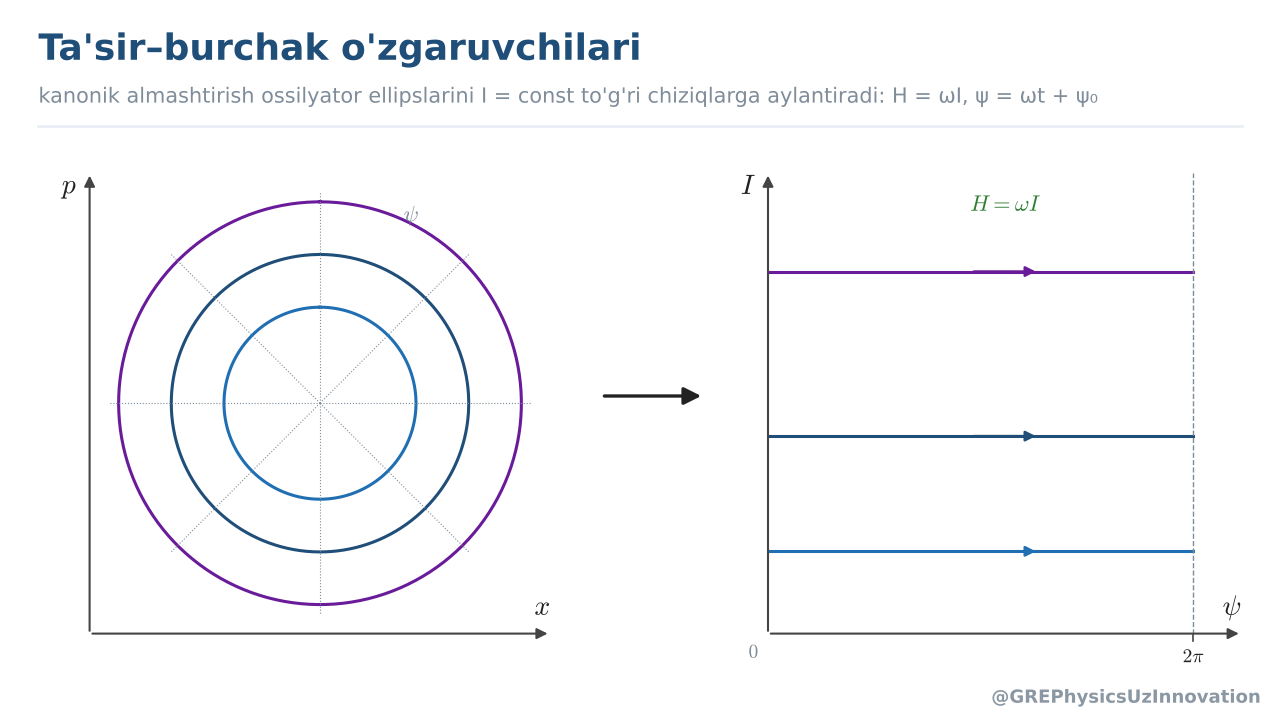 Ta'sir–burchak o'zgaruvchilari
kanonik almashtirish ossilyator ellipslarini I = const to'g'ri chiziqlarga aylantiradi: H = ωI, ψ = ωt + ψ₀
p
ψ
x
I
H = ωI
ψ
0
2π
@GREPhysicsUzInnovation